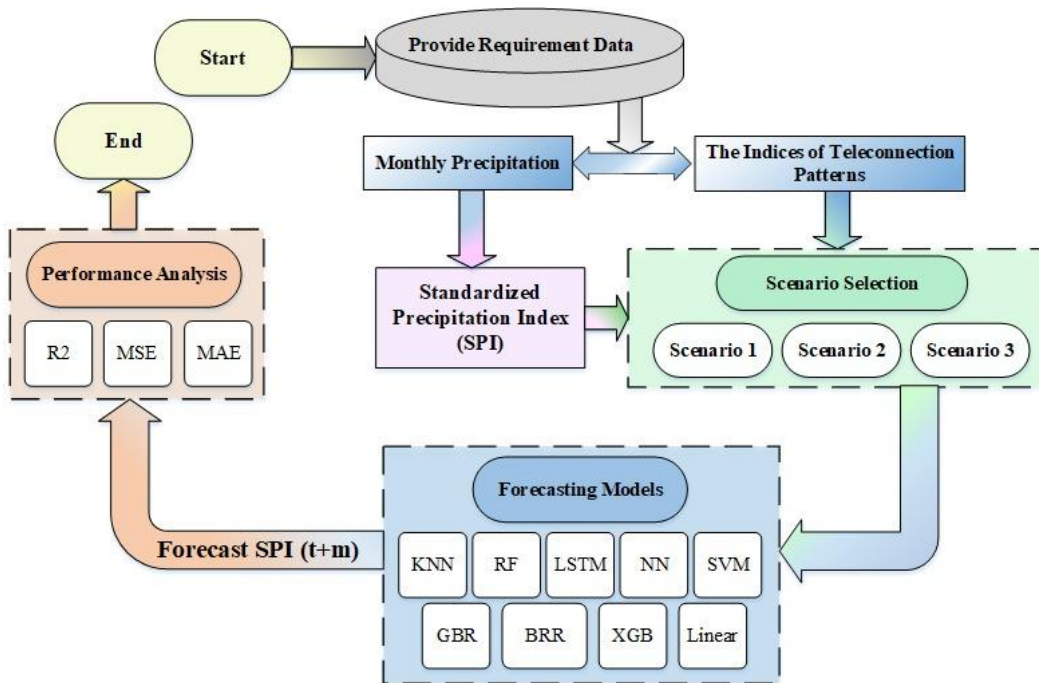 Start
Provide Requirement Data
End
Monthly Precipitation
The Indices of Teleconnection
Patterns
Performance Analysis
R2
MSE
MAE
Standardized
Precipitation Index
(SPI)
Scenario Selection
Scenario 1
Scenario 2
Scenario 3
Forecasting Models
KNN
RF
LSTM
NN
SVM
GBR
BRR
XGB
Linear
Forecast SPI (t+m)